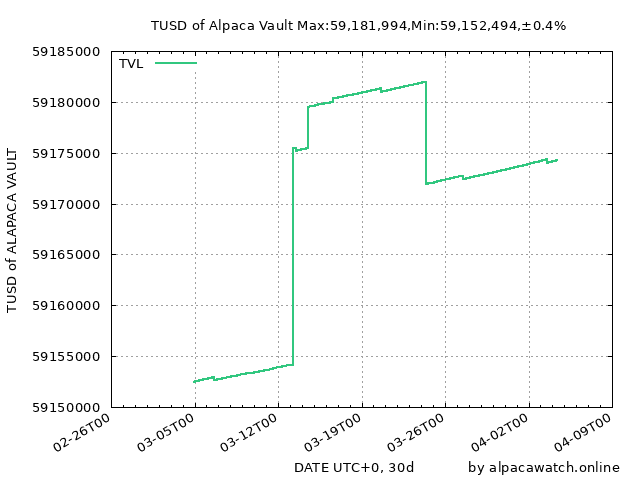 TUSD of Alpaca Vault Max:59,181,994,Min:59,152,494,±0.4%
TVL
TUSD of ALAPACA VAULT
59185000
59180000
59175000
59170000
59165000
59160000
59155000
59150000
02-26T00
03-05T00
03-12T00
03-19T00
03-26T00
04-02T00
04-09T00
DATE UTC+0, 30d
by alpacawatch.online